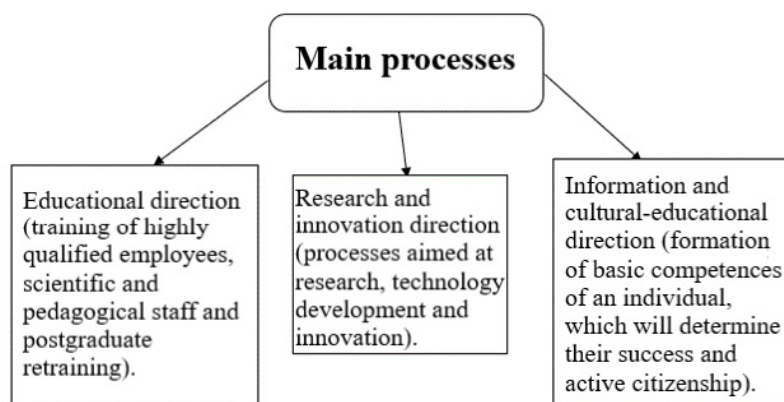 Main processes
Educational direction
(training of highly
qualified employees,
scientific and
pedagogical staff and
postgraduate
retraining).
Research and
innovation direction
(processes aimed at
research, technology
development and
innovation).
Information and
cultural-educational
direction (formation
of basic competences
of an individual,
which will determine
their success and
active citizenship).